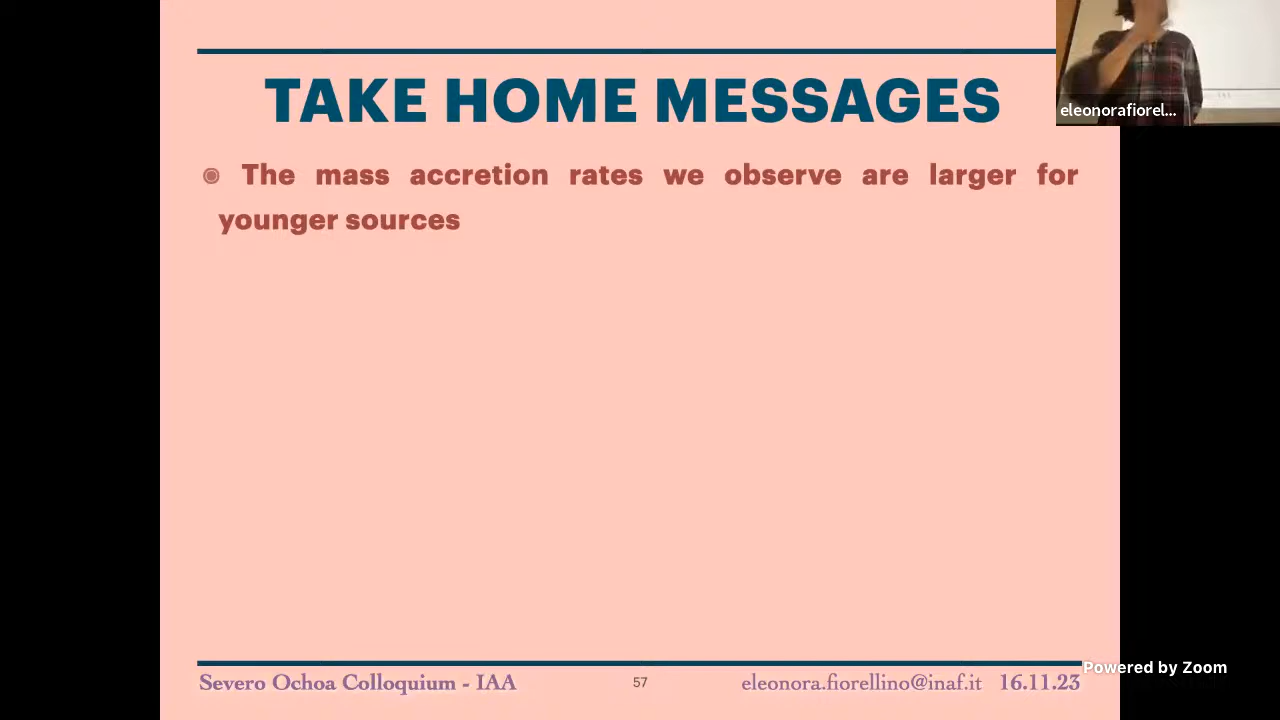 TAKE HOME MESSAGES
eleonorafiorel...
The mass accretion rates we observe are larger for
younger sources
Severo Ochoa Colloquium - IAA
57
eleonora.fiorellino@inaf.it 16.11.23
Powered by Zoom